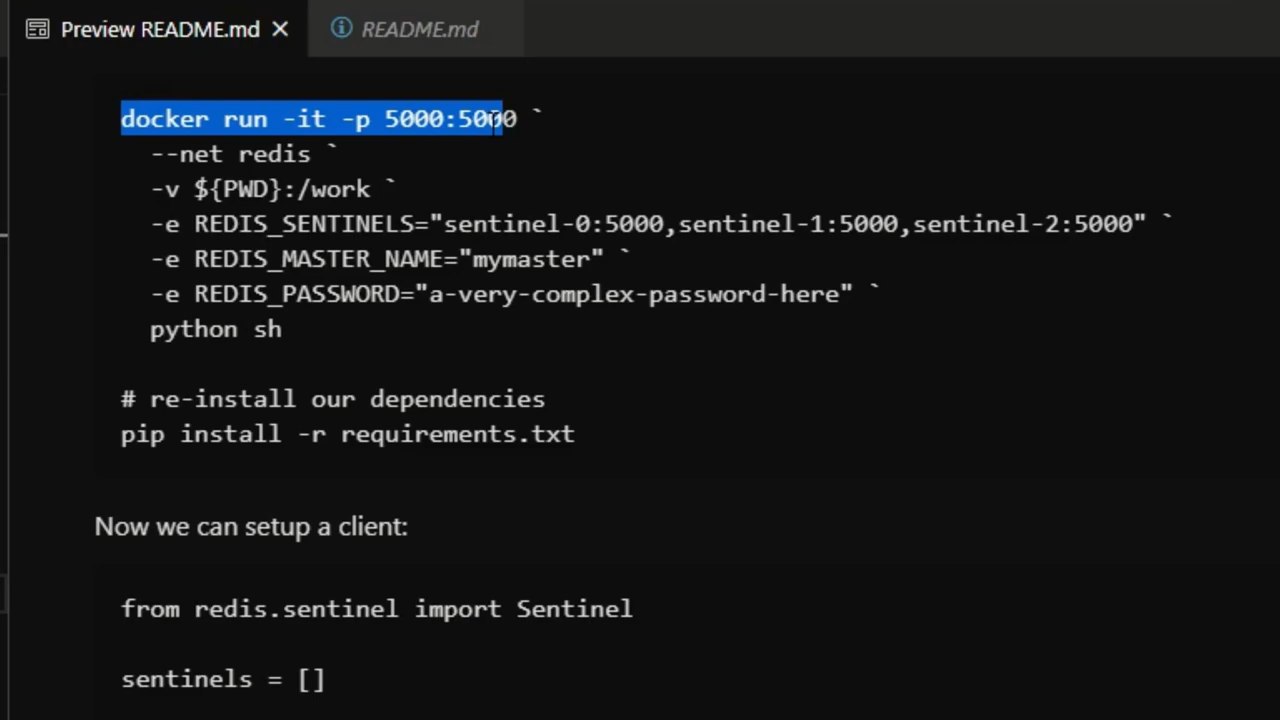 Preview README.md
README.md
docker run -it -p 5000:5000 `
--net redis `
-v ${PWD}:/work `
-e REDIS_SENTINELS="sentinel-0:5000,sentinel-1:5000,sentinel-2:5000" `
-e REDIS_MASTER_NAME="mymaster" `
-e REDIS_PASSWORD="a-very-complex-password-here" `
python sh
# re-install our dependencies
pip install -r requirements.txt
Now we can setup a client:
from redis.sentinel import Sentinel
sentinels = []